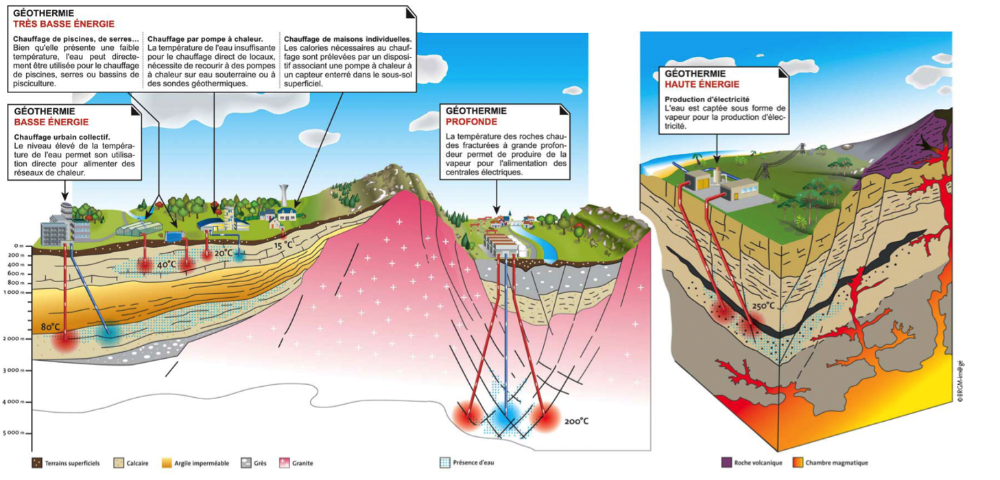 GÉOTHERMIE
TRÈS BASSE ÉNERGIE
Chauffage de piscines, de serres...
Bien qu'elle présente une faible
température, l'eau peut directe-
ment être utilisée pour le chauffage
de piscines, serres ou bassins de
pisciculture.
Chauffage par pompe à chaleur.
La température de l'eau insuffisante
pour le chauffage direct de locaux,
nécessite de recourir à des pompes
à chaleur sur eau souterraine ou à
des sondes géothermiques.
Chauffage de maisons individuelles.
Les calories nécessaires au chauf-
fage sont prélevées par un disposi-
tif associant une pompe à chaleur à
un capteur enterré dans le sous-sol
superficiel.
GÉOTHERMIE
BASSE ÉNERGIE
Chauffage urbain collectif.
Le niveau élevé de la tempéra-
ture de l'eau permet son utilisa-
tion directe pour alimenter des
réseaux de chaleur.
GÉOTHERMIE
PROFONDE
La température des roches chau-
des fracturées à grande profon-
deur permet de produire de la
vapeur pour l'alimentation des
centrales électriques.
GÉOTHERMIE
HAUTE ÉNERGIE
Production d'électricité
L'eau est captée sous forme de
vapeur pour la production d'élec-
tricité.
0 m
200 m
400 m
600 m
800 m
1 000 m
2 000 m
3 000 m
4 000 m
5 000 m
15 °C
20°C
40°C
80°C
200°C
250°C
© BRGM-im@gé
Terrains superficiels
Calcaire
Argile imperméable
Grès
Granite
Présence d'eau
Roche volcanique
Chambre magmatique